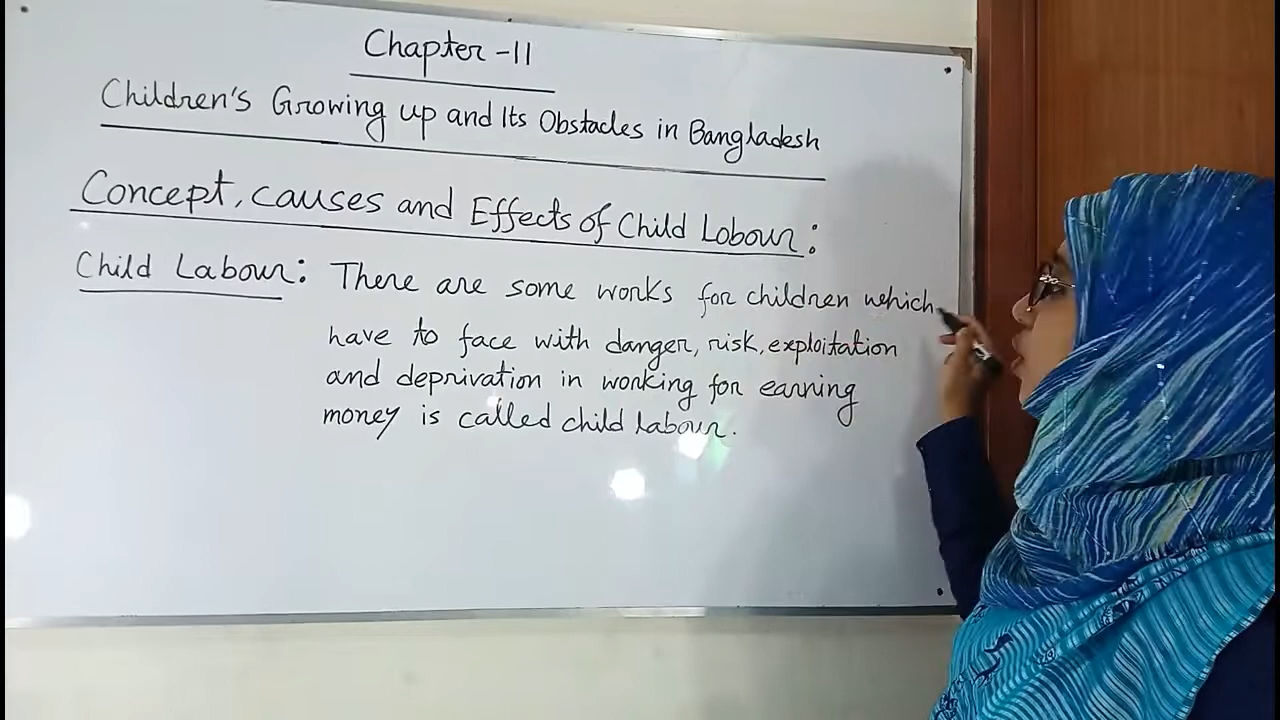 Chapter -11
Children's Growing up and Its Obstacles in Bangladesh
Concept, causes and Effects of Child Lobour:
Child Labour: There are some works for children which
have to face with danger, risk, exploitation
and deprivation in working for earning
money is called child labour.